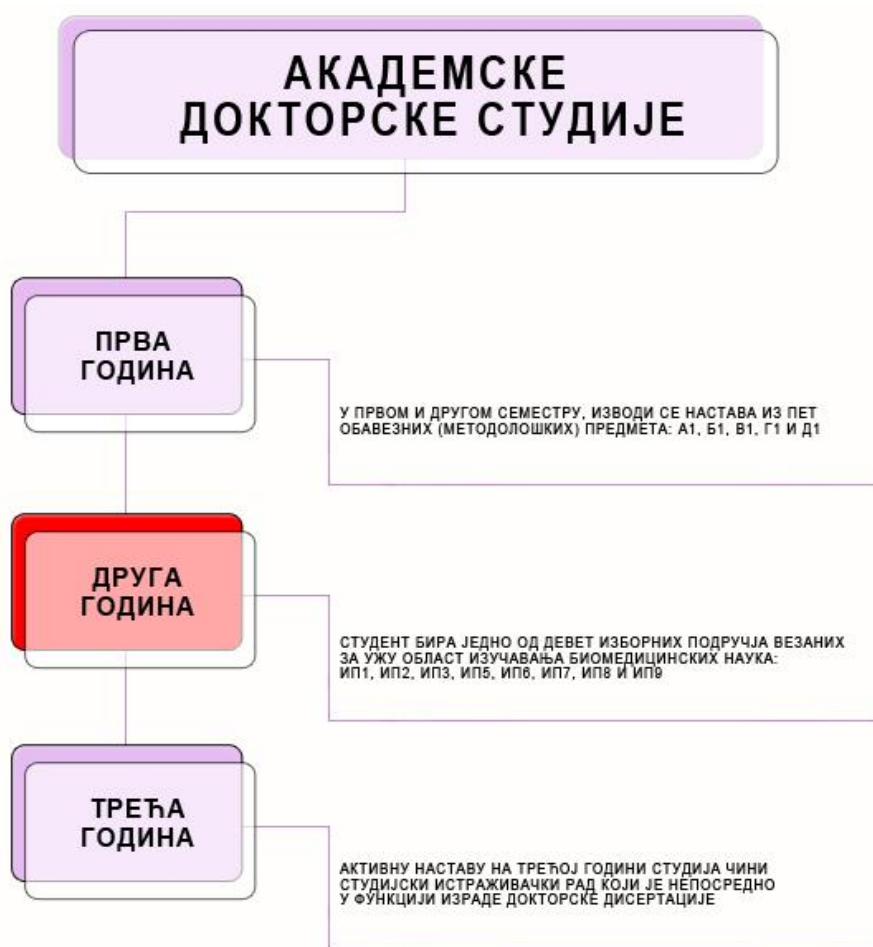 АКАДЕМСКЕ
ДОКТОРСКЕ СТУДИЈЕ
ПРВА
ГОДИНА
У ПРВОМ И ДРУГОМ СЕМЕСТРУ, ИЗВОДИ СЕ НАСТАВА ИЗ ПЕТ
ОБАВЕЗНИХ (МЕТОДОЛОШКИХ) ПРЕДМЕТА: А1, Б1, В1, Г1 И Д1
ДРУГА
ГОДИНА
СТУДЕНТ БИРА ЈЕДНО ОД ДЕВЕТ ИЗБОРНИХ ПОДРУЧЈА ВЕЗАНИХ
ЗА УЖУ ОБЛАСТ ИЗУЧАВАЊА БИОМЕДИЦИНСКИХ НАУКА:
ИП1, ИП2, ИП3, ИП5, ИП6, ИП7, ИП8 И ИП9
ТРЕЋА
ГОДИНА
АКТИВНУ НАСТАВУ НА ТРЕЋОЈ ГОДИНИ СТУДИЈА ЧИНИ
СТУДИЈСКИ ИСТРАЖИВАЧКИ РАД КОЈИ ЈЕ НЕПОСРЕДНО
У ФУНКЦИЈИ ИЗРАДЕ ДОКТОРСКЕ ДИСЕРТАЦИЈЕ